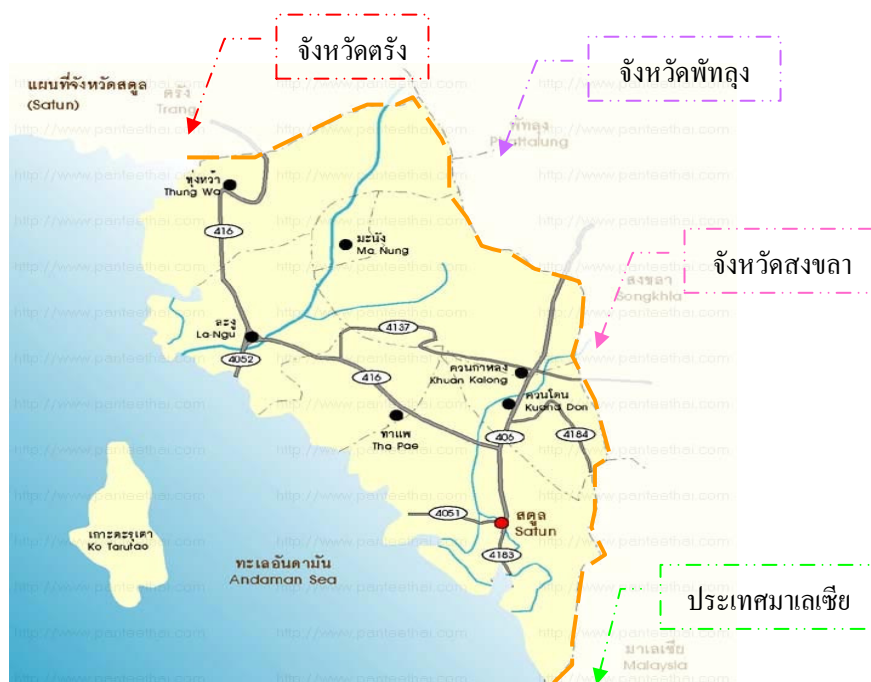 จังหวัดตรัง
จังหวัดพัทลุง
แผนที่จังหวัดสตูล
(Satun)
ตรัง
Trang
พัทลุง
Phattalung
ทุ่งหว้า
Thung Wa
416
มะนัง
Ma Nung
จังหวัดสงขลา
สงขลา
Songkhla
ละงู
La-Ngu
4137
4052
416
ควนกาหลง
Khuan Kalong
ควนโดน
Kuand Don
ท่าแพ
Tha Pae
406
4184
4051
สตูล
Satun
เกาะตะรุเตา
Ko Tarutao
4183
ทะเลอันดามัน
Andaman Sea
ประเทศมาเลเซีย
มาเลเซีย
Malaysia
http://www.panteethai.com